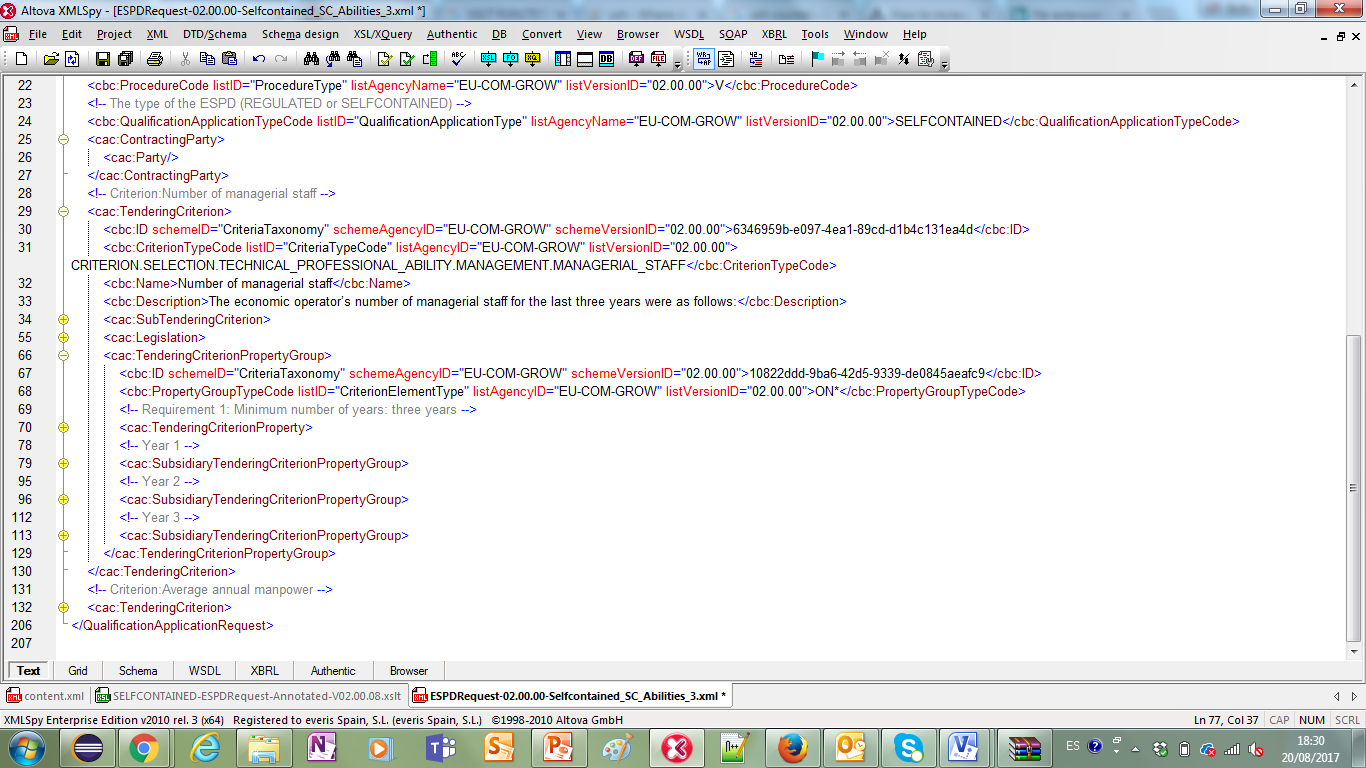 Altova XMLSpy - [ESPDRequest-02.00.00-Selfcontained_SC_Abilities_3.xml *]
File Edit Project XML DTD/Schema Schema design XSL/XQuery Authentic DB Convert View Browser WSDL SOAP XBRL Tools Window Help
22 <cbc:ProcedureCode listID="ProcedureType" listAgencyName="EU-COM-GROW" listVersionID="02.00.00">V</cbc:ProcedureCode>
23 <!-- The type of the ESPD (REGULATED or SELFCONTAINED) -->
24 <cbc:QualificationApplicationTypeCode listID="QualificationApplicationType" listAgencyName="EU-COM-GROW" listVersionID="02.00.00">SELFCONTAINED</cbc:QualificationApplicationTypeCode>
25 <cac:ContractingParty>
26 <cac:Party/>
27 </cac:ContractingParty>
28 <!-- Criterion:Number of managerial staff -->
29 <cac:TenderingCriterion>
30 <cbc:ID schemeID="CriteriaTaxonomy" schemeAgencyID="EU-COM-GROW" schemeVersionID="02.00.00">6346959b-e097-4ea1-89cd-d1b4c131ea4d</cbc:ID>
31 <cbc:CriterionTypeCode listID="CriteriaTypeCode" listAgencyID="EU-COM-GROW" listVersionID="02.00.00">
CRITERION.SELECTION.TECHNICAL_PROFESSIONAL_ABILITY.MANAGEMENT.MANAGERIAL_STAFF</cbc:CriterionTypeCode>
32 <cbc:Name>Number of managerial staff</cbc:Name>
33 <cbc:Description>The economic operator's number of managerial staff for the last three years were as follows:</cbc:Description>
34 <cac:SubTenderingCriterion>
55 <cac:Legislation>
66 <cac:TenderingCriterionPropertyGroup>
67 <cbc:ID schemeID="CriteriaTaxonomy" schemeAgencyID="EU-COM-GROW" schemeVersionID="02.00.00">10822ddd-9ba6-42d5-9339-de0845aeafc9</cbc:ID>
68 <cbc:PropertyGroupTypeCode listID="CriterionElementType" listAgencyID="EU-COM-GROW" listVersionID="02.00.00">ON*</cbc:PropertyGroupTypeCode>
69 <!-- Requirement 1: Minimum number of years: three years -->
70 <cac:TenderingCriterionProperty>
78 <!-- Year 1 -->
79 <cac:SubsidiaryTenderingCriterionPropertyGroup>
95 <!-- Year 2 -->
96 <cac:SubsidiaryTenderingCriterionPropertyGroup>
112 <!-- Year 3 -->
113 <cac:SubsidiaryTenderingCriterionPropertyGroup>
129 </cac:TenderingCriterionPropertyGroup>
130 </cac:TenderingCriterion>
131 <!-- Criterion:Average annual manpower -->
132 <cac:TenderingCriterion>
206 </QualificationApplicationRequest>
207
Text Grid Schema WSDL XBRL Authentic Browser
content.xml SELFCONTAINED-ESPDRequest-Annotated-V02.00.08.xslt ESPDRequest-02.00.00-Selfcontained_SC_Abilities_3.xml *
XMLSpy Enterprise Edition v2010 rel. 3 (x64) Registered to everis Spain, S.L. (everis Spain, S.L.) ©1998-2010 Altova GmbH Ln 77, Col 37 CAP NUM SCRL
ES 18:30
20/08/2017